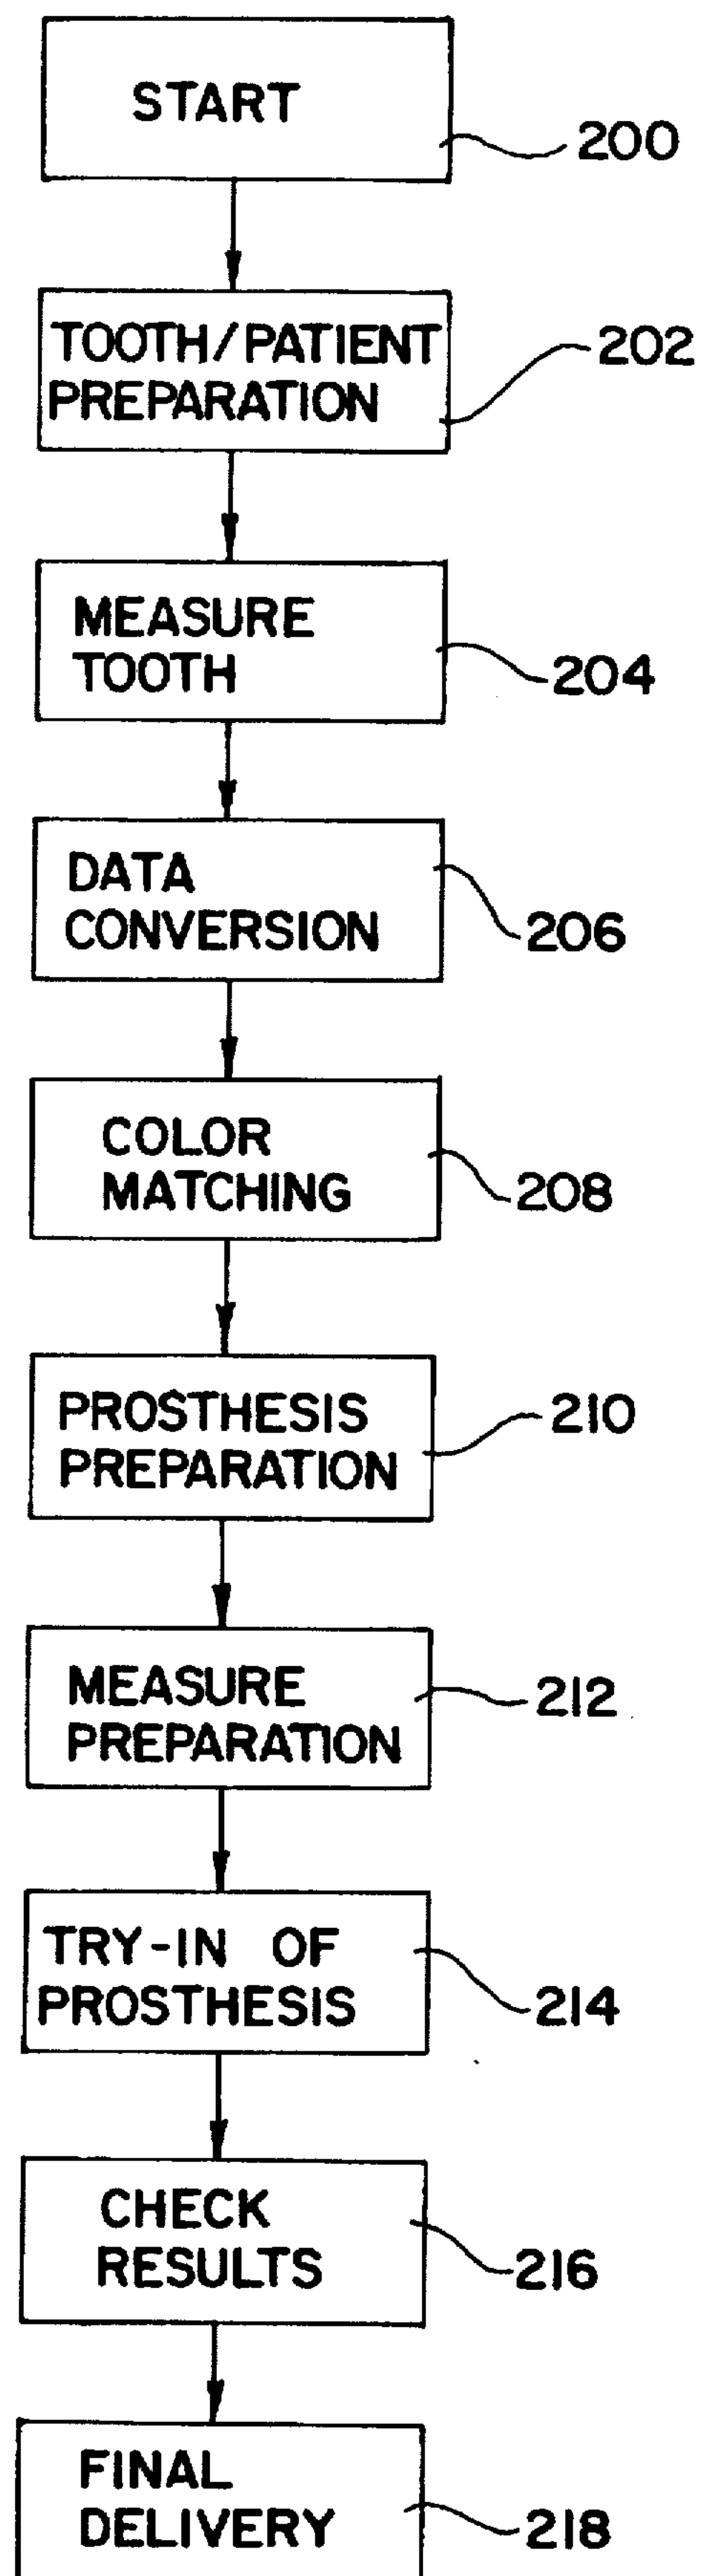 START
200
TOOTH/PATIENT
PREPARATION
202
MEASURE
TOOTH
204
DATA
CONVERSION
206
COLOR
MATCHING
208
PROSTHESIS
PREPARATION
210
MEASURE
PREPARATION
212
TRY-IN OF
PROSTHESIS
214
CHECK
RESULTS
216
FINAL
DELIVERY
218